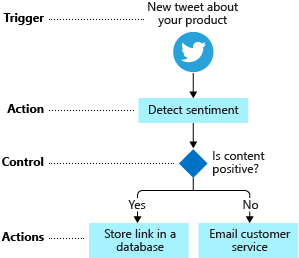 Trigger
New tweet about
your product
Action
Detect sentiment
Control
Is content
positive?
Yes
No
Actions
Store link in a
database
Email customer
service